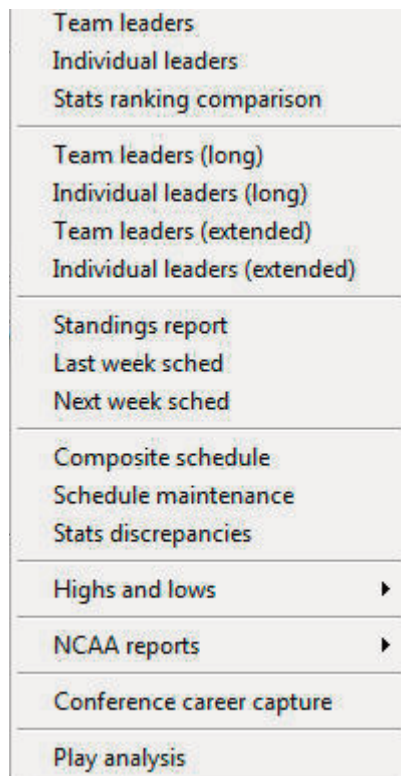 Team leaders
Individual leaders
Stats ranking comparison
Team leaders (long)
Individual leaders (long)
Team leaders (extended)
Individual leaders (extended)
Standings report
Last week sched
Next week sched
Composite schedule
Schedule maintenance
Stats discrepancies
Highs and lows
NCAA reports
Conference career capture
Play analysis